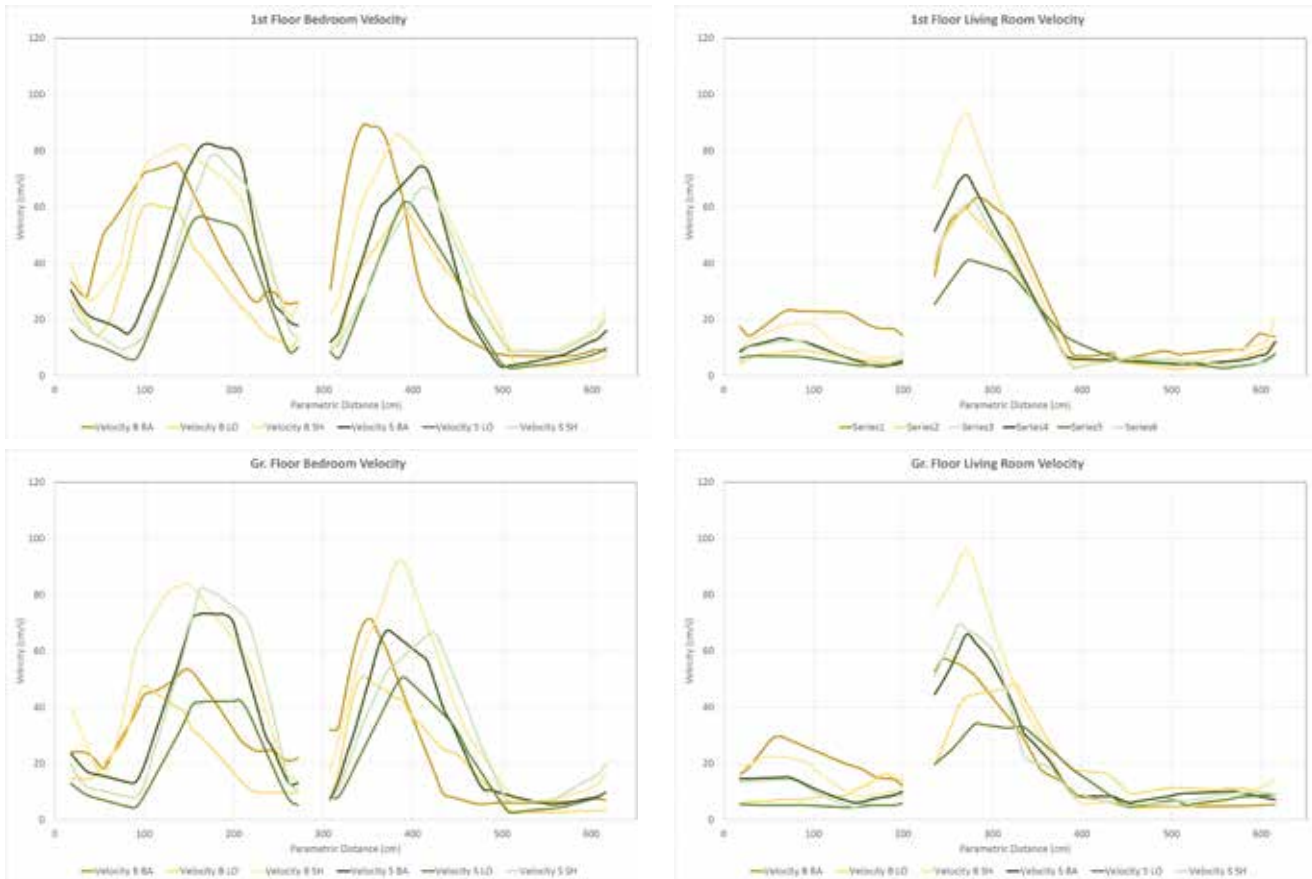 1st Floor Bedroom Velocity
120
100
80
60
40
20
0
Velocity (cm/s)
0 100 200 300 400 500 600
Parametric Distance (cm)
Velocity B BA Velocity B LO Velocity B SH Velocity S BA Velocity S LO Velocity S SH
1st Floor Living Room Velocity
120
100
80
60
40
20
0
Velocity (cm/s)
0 100 200 300 400 500 600
Parametric Distance (cm)
Series1 Series2 Series3 Series4 Series5 Series6
Gr. Floor Bedroom Velocity
120
100
80
60
40
20
0
Velocity (cm/s)
0 100 200 300 400 500 600
Parametric Distance (cm)
Velocity B BA Velocity B LO Velocity B SH Velocity S BA Velocity S LO Velocity S SH
Gr. Floor Living Room Velocity
120
100
80
60
40
20
0
Velocity (cm/s)
0 100 200 300 400 500 600
Parametric Distance (cm)
Velocity B BA Velocity B LO Velocity B SH Velocity S BA Velocity S LO Velocity S SH